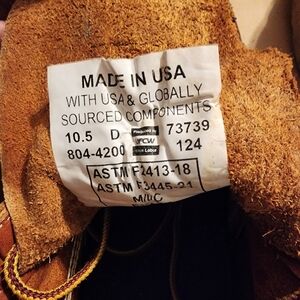 MADE IN USA
WITH USA & GLOBALLY
SOURCED COMPONENTS
10.5 D 73739
804-4200 FCW 124
ASTM F2413-18
ASTM F3445-21
M/I/C